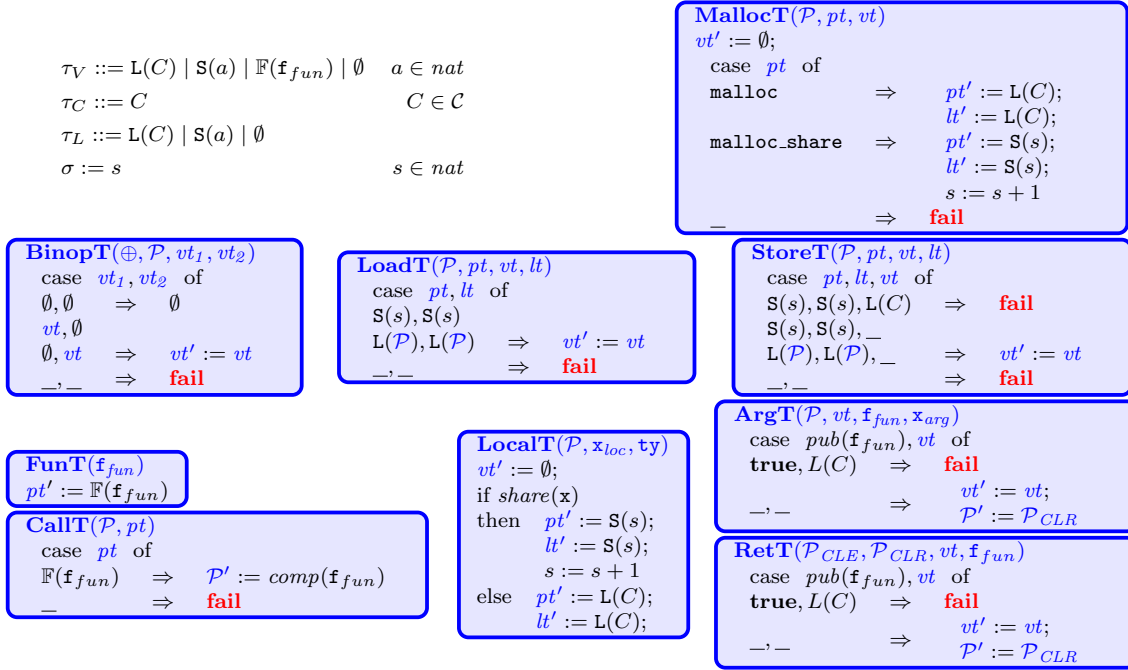 τ_V ::= L(C) | S(a) | 𝔽(f_fun) | ∅ a ∈ nat
τ_C ::= C C ∈ 𝒞
τ_L ::= L(C) | S(a) | ∅
σ := s s ∈ nat
MallocT(𝒫, pt, vt)
vt′ := ∅;
case pt of
malloc ⇒ pt′ := L(C);
lt′ := L(C);
malloc_share ⇒ pt′ := S(s);
lt′ := S(s);
s := s + 1
_ ⇒ fail
BinopT(⊕, 𝒫, vt₁, vt₂)
case vt₁, vt₂ of
∅, ∅ ⇒ ∅
vt, ∅
∅, vt ⇒ vt′ := vt
_, _ ⇒ fail
LoadT(𝒫, pt, vt, lt)
case pt, lt of
S(s), S(s)
L(𝒫), L(𝒫) ⇒ vt′ := vt
_, _ ⇒ fail
StoreT(𝒫, pt, vt, lt)
case pt, lt, vt of
S(s), S(s), L(C) ⇒ fail
S(s), S(s), _
L(𝒫), L(𝒫), _ ⇒ vt′ := vt
_, _ ⇒ fail
FunT(f_fun)
pt′ := 𝔽(f_fun)
CallT(𝒫, pt)
case pt of
𝔽(f_fun) ⇒ 𝒫′ := comp(f_fun)
_ ⇒ fail
LocalT(𝒫, x_loc, ty)
vt′ := ∅;
if share(x)
then pt′ := S(s);
lt′ := S(s);
s := s + 1
else pt′ := L(C);
lt′ := L(C);
ArgT(𝒫, vt, f_fun, x_arg)
case pub(f_fun), vt of
true, L(C) ⇒ fail
_, _ ⇒ vt′ := vt;
𝒫′ := 𝒫_CLR
RetT(𝒫_CLE, 𝒫_CLR, vt, f_fun)
case pub(f_fun), vt of
true, L(C) ⇒ fail
_, _ ⇒ vt′ := vt;
𝒫′ := 𝒫_CLR